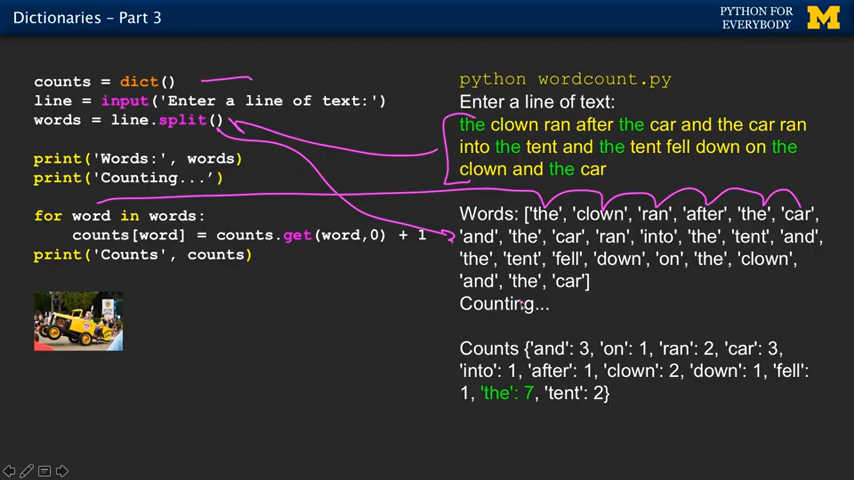 Dictionaries – Part 3
PYTHON FOR
EVERYBODY
M
counts = dict()
line = input('Enter a line of text:')
words = line.split()
print('Words:', words)
print('Counting...’)
for word in words:
counts[word] = counts.get(word,0) + 1
print('Counts', counts)
python wordcount.py
Enter a line of text:
the clown ran after the car and the car ran
into the tent and the tent fell down on the
clown and the car
Words: ['the', 'clown', 'ran', 'after', 'the', 'car',
'and', 'the', 'car', 'ran', 'into', 'the', 'tent', 'and',
'the', 'tent', 'fell', 'down', 'on', 'the', 'clown',
'and', 'the', 'car']
Counting...
Counts {'and': 3, 'on': 1, 'ran': 2, 'car': 3,
'into': 1, 'after': 1, 'clown': 2, 'down': 1, 'fell':
1, 'the': 7, 'tent': 2}